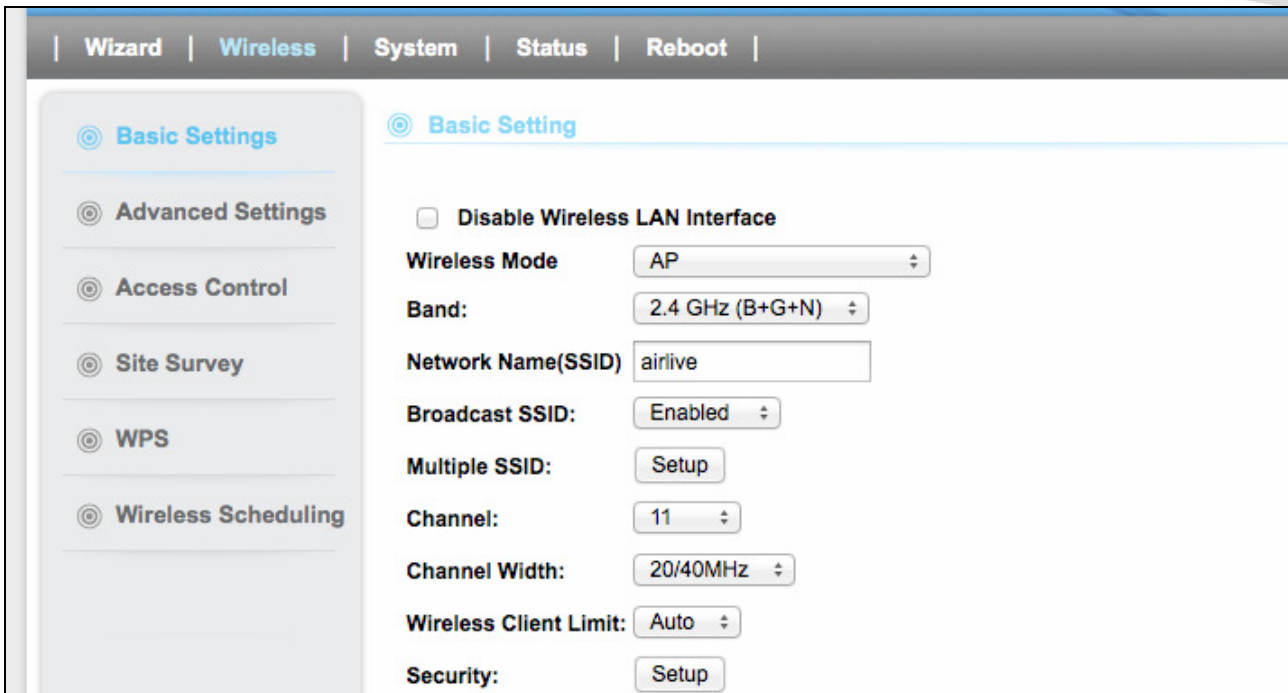 | Wizard | Wireless | System | Status | Reboot |
Basic Settings
Advanced Settings
Access Control
Site Survey
WPS
Wireless Scheduling
Basic Setting
Disable Wireless LAN Interface
Wireless Mode AP
Band: 2.4 GHz (B+G+N)
Network Name(SSID) airlive
Broadcast SSID: Enabled
Multiple SSID: Setup
Channel: 11
Channel Width: 20/40MHz
Wireless Client Limit: Auto
Security: Setup